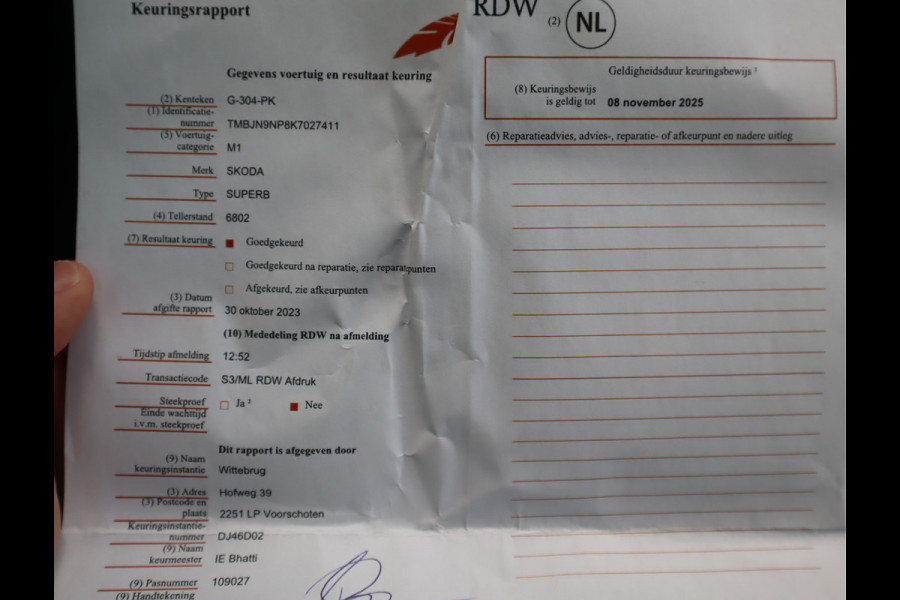 Keuringsrapport
RDW (2) NL
Gegevens voertuig en resultaat keuring
(2) Kenteken G-304-PK
(1) Identificatie-
nummer TMBJN9NP8K7027411
(5) Voertuig-
categorie M1
Merk SKODA
Type SUPERB
(4) Tellerstand 6802
(7) Resultaat keuring Goedgekeurd
Goedgekeurd na reparatie, zie reparatiepunten
Afgekeurd, zie afkeurpunten
(3) Datum
afgifte rapport 30 oktober 2023
(10) Mededeling RDW na afmelding
Tijdstip afmelding 12:52
Transactiecode S3/ML RDW Afdruk
Steekproef Ja ² Nee
Einde wachttijd
i.v.m. steekproef
Dit rapport is afgegeven door
(9) Naam
keuringsinstantie Wittebrug
(3) Adres Hofweg 39
(3) Postcode en
plaats 2251 LP Voorschoten
Keuringsinstantie-
nummer DJ46D02
(9) Naam
keurmeester IE Bhatti
(9) Pasnummer 109027
(9) Handtekening
Geldigheidsduur keuringsbewijs ¹
(8) Keuringsbewijs
is geldig tot 08 november 2025
(6) Reparatieadvies, advies-, reparatie- of afkeurpunt en nadere uitleg